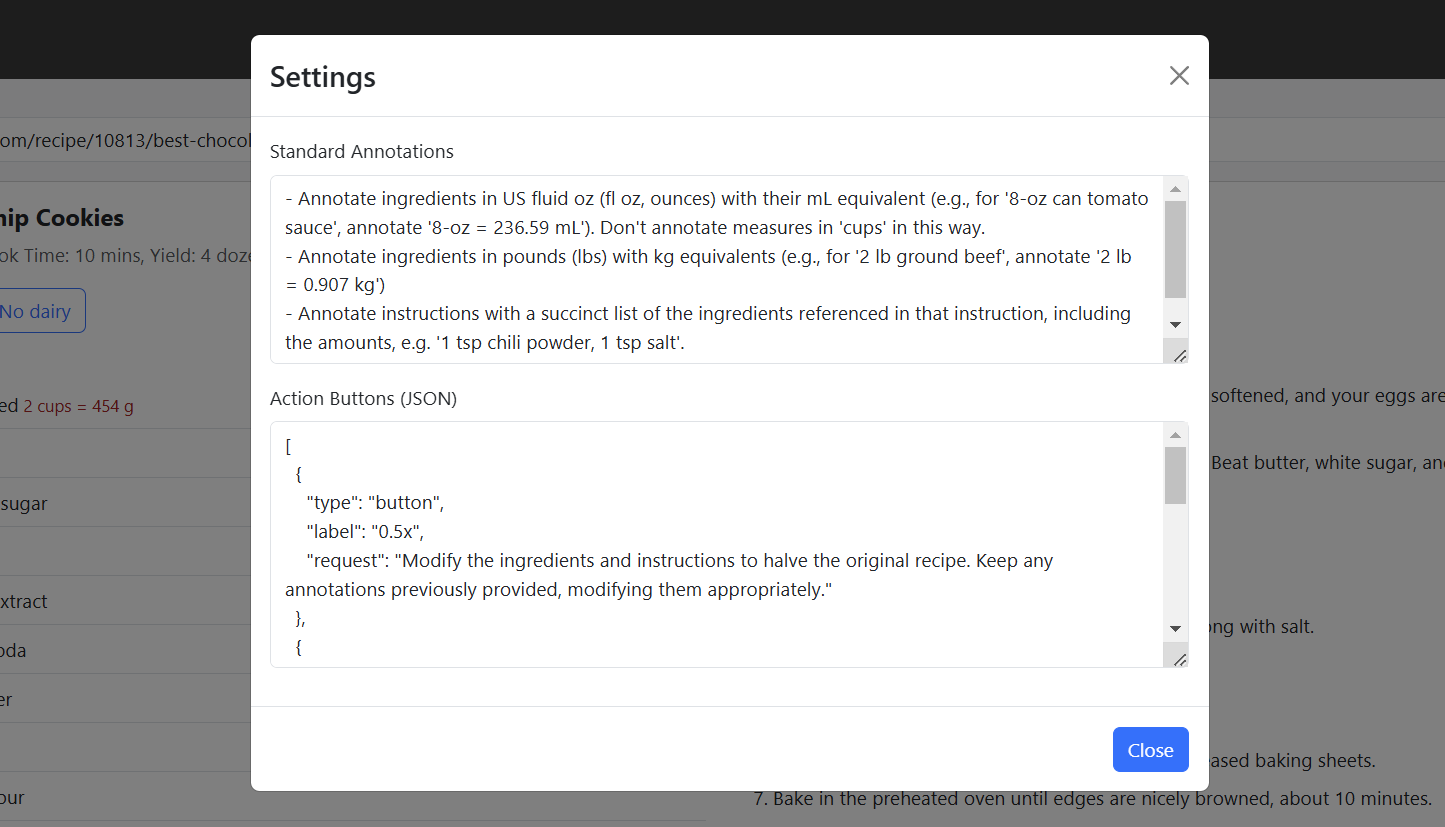 Settings
om/recipe/10813/best-chocol
Standard Annotations
- Annotate ingredients in US fluid oz (fl oz, ounces) with their mL equivalent (e.g., for '8-oz can tomato
sauce', annotate '8-oz = 236.59 mL'). Don't annotate measures in 'cups' in this way.
- Annotate ingredients in pounds (lbs) with kg equivalents (e.g., for '2 lb ground beef', annotate '2 lb
= 0.907 kg')
- Annotate instructions with a succinct list of the ingredients referenced in that instruction, including
the amounts, e.g. '1 tsp chili powder, 1 tsp salt'.
Action Buttons (JSON)
[
{
"type": "button",
"label": "0.5x",
"request": "Modify the ingredients and instructions to halve the original recipe. Keep any
annotations previously provided, modifying them appropriately."
},
{
Close
hip Cookies
ok Time: 10 mins, Yield: 4 doze
No dairy
ed 2 cups = 454 g
sugar
xtract
oda
er
our
softened, and your eggs are
Beat butter, white sugar, an
ong with salt.
eased baking sheets.
7. Bake in the preheated oven until edges are nicely browned, about 10 minutes.